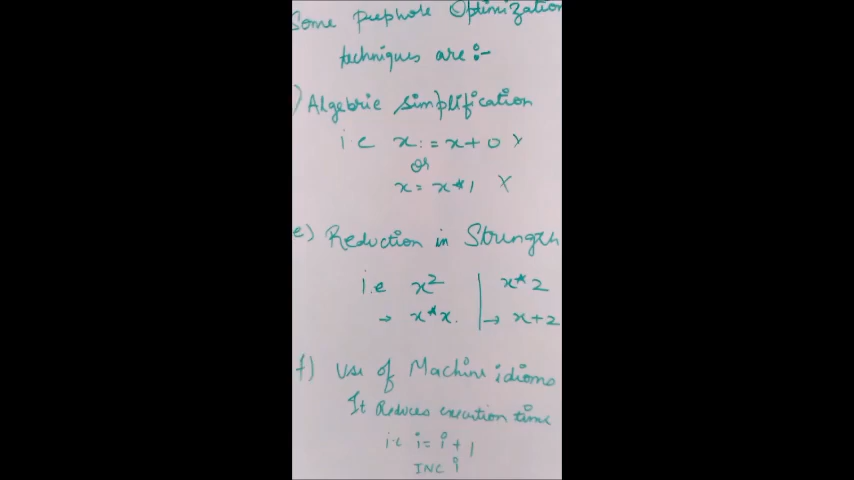 Some peephole Optimization
techniques are :-
) Algebric simplification
i.e x := x + 0 X
or
x = x * 1 X
e) Reduction in Strength
i.e x² | x * 2
→ x * x. | → x + 2
f) Use of Machine idioms
It Reduces execution time
i.e i = i + 1
INC i